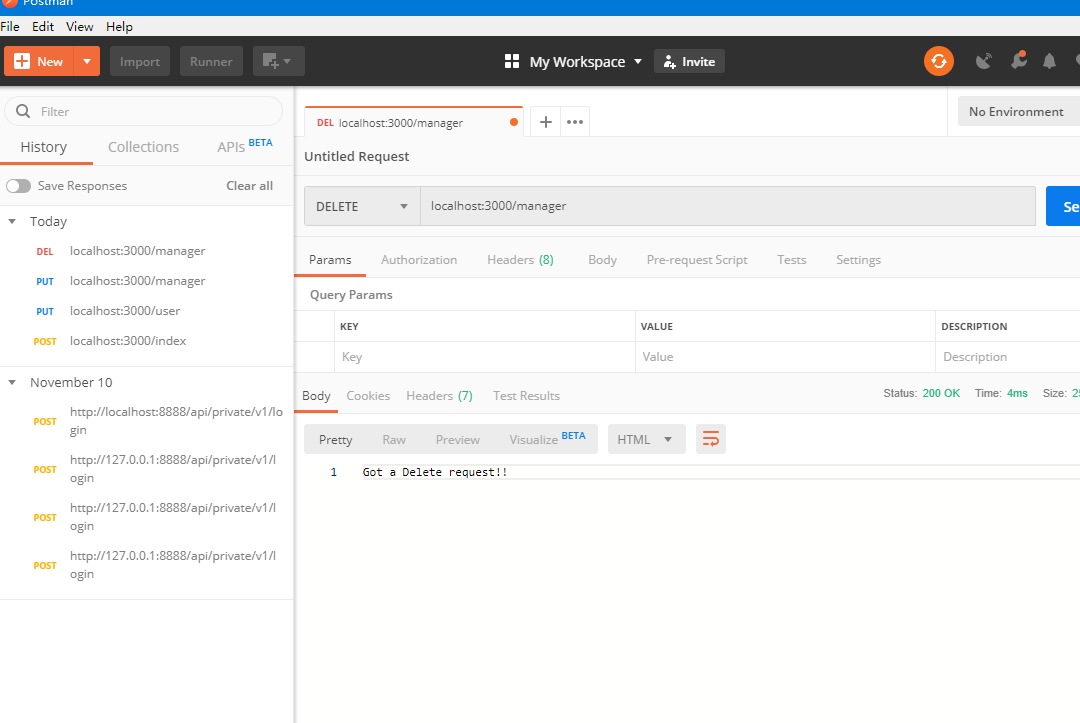 Postman
File Edit View Help
New Import Runner My Workspace Invite
Filter
History Collections APIs BETA
Save Responses Clear all
Today
DEL localhost:3000/manager
PUT localhost:3000/manager
PUT localhost:3000/user
POST localhost:3000/index
November 10
POST http://localhost:8888/api/private/v1/lo
gin
POST http://127.0.0.1:8888/api/private/v1/l
ogin
POST http://127.0.0.1:8888/api/private/v1/l
ogin
POST http://127.0.0.1:8888/api/private/v1/l
ogin
DEL localhost:3000/manager
No Environment
Untitled Request
DELETE localhost:3000/manager Se
Params Authorization Headers (8) Body Pre-request Script Tests Settings
Query Params
KEY VALUE DESCRIPTION
Key Value Description
Body Cookies Headers (7) Test Results Status: 200 OK Time: 4ms Size: 25
Pretty Raw Preview Visualize BETA HTML
1 Got a Delete request!!